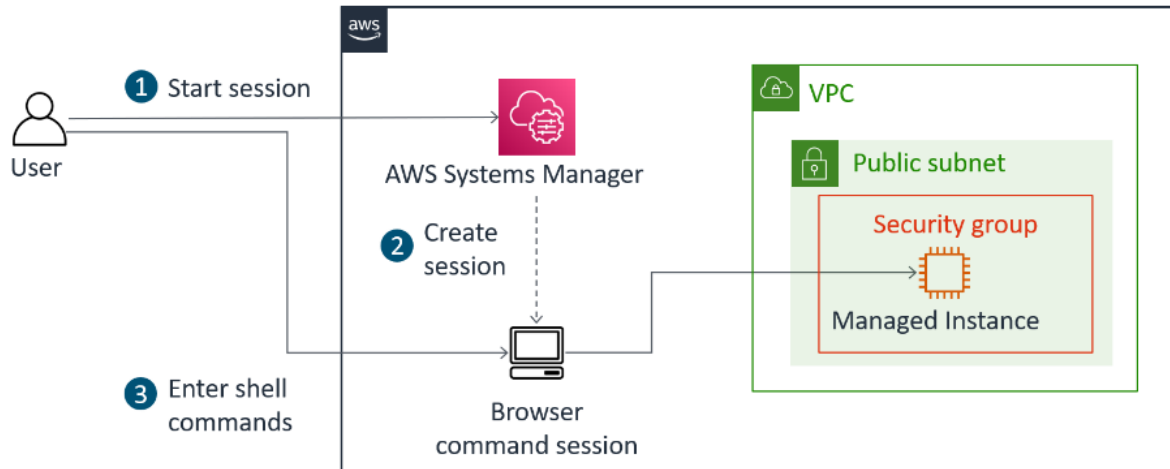 aws
1 Start session
User
AWS Systems Manager
2 Create
session
3 Enter shell
commands
Browser
command session
VPC
Public subnet
Security group
Managed Instance